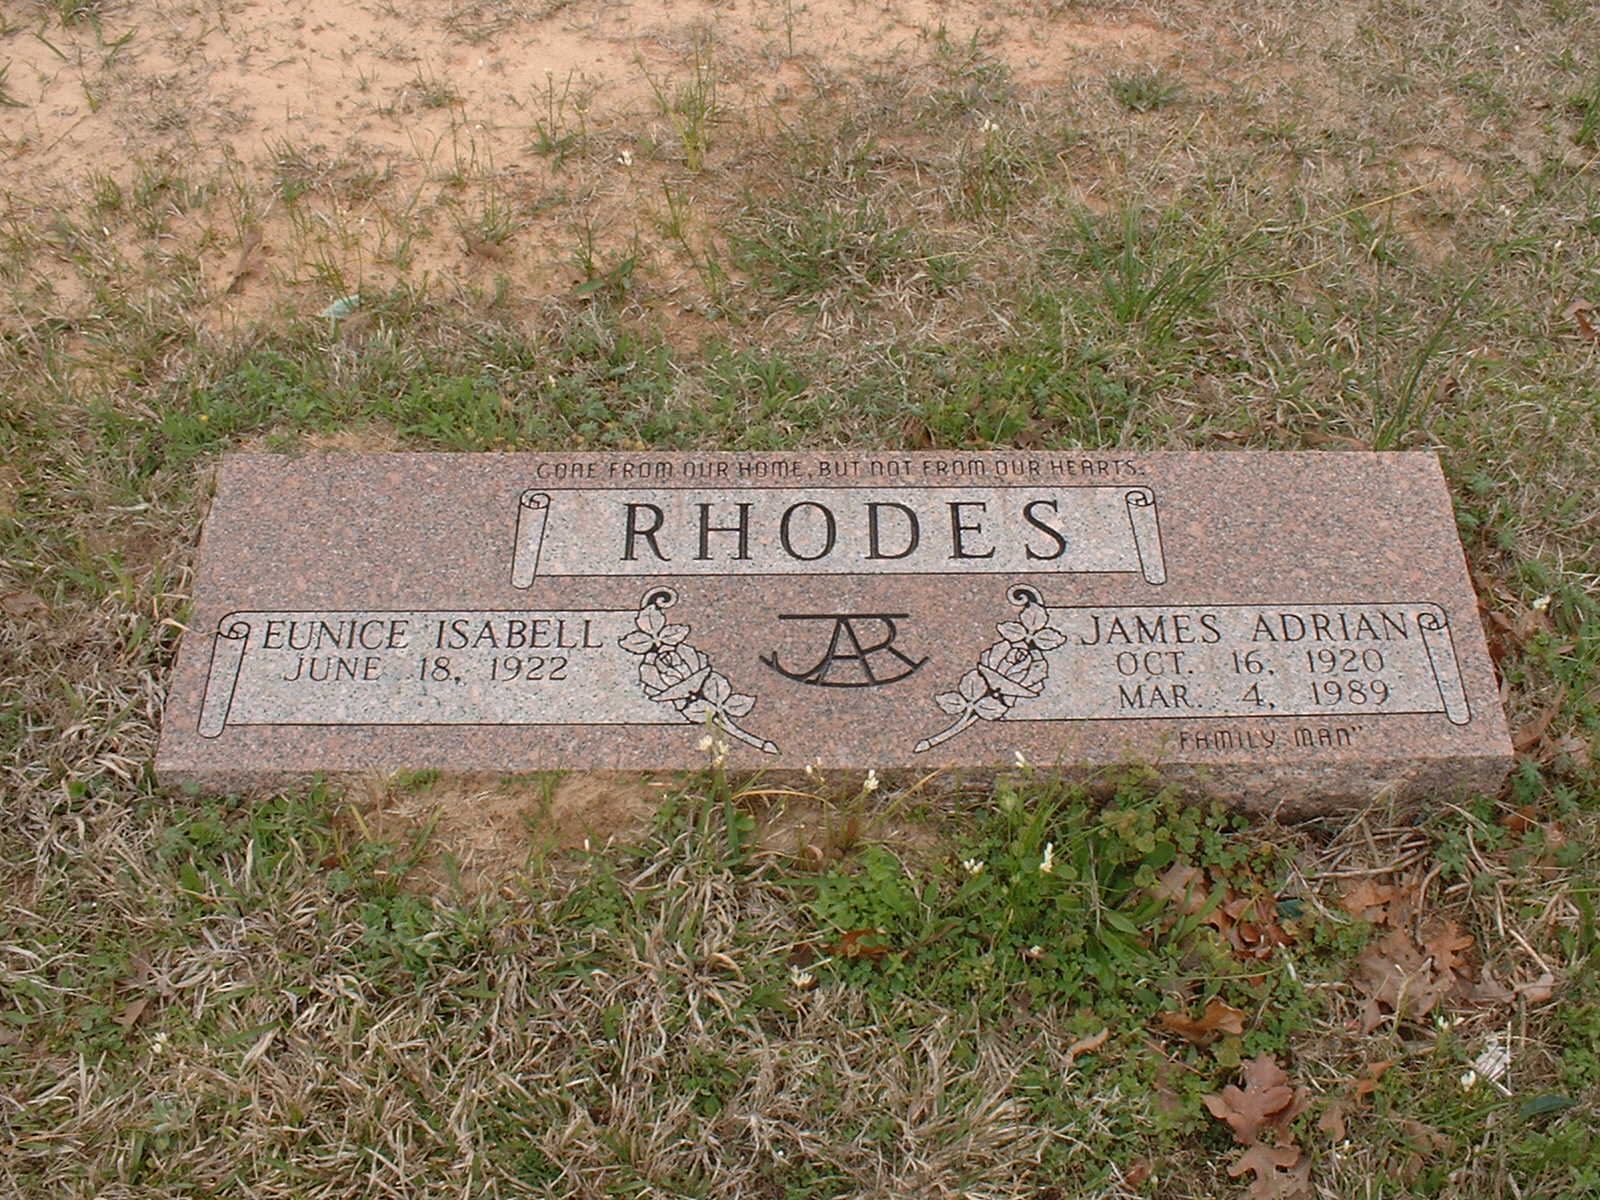 GONE FROM OUR HOME, BUT NOT FROM OUR HEARTS.
RHODES
EUNICE ISABELL
JUNE 18, 1922
JAR
JAMES ADRIAN
OCT. 16, 1920
MAR. 4, 1989
"FAMILY MAN"